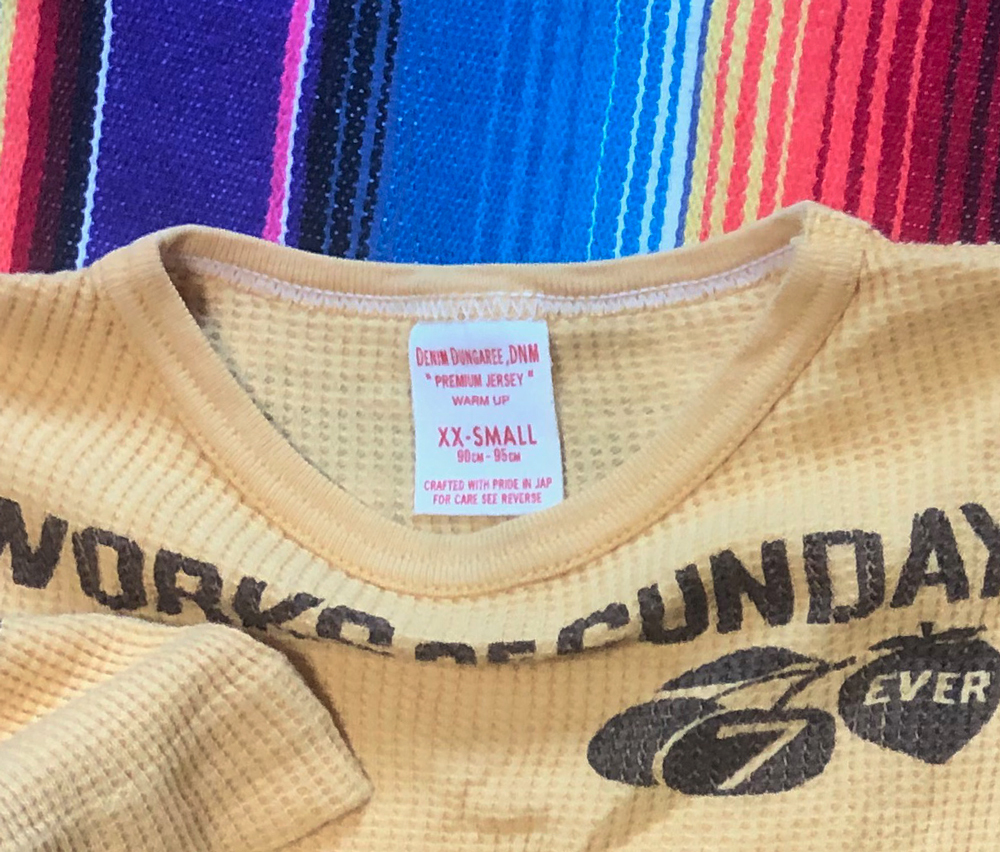 DENIM DUNGAREE, DNM
"PREMIUM JERSEY"
WARM UP
XX-SMALL
90CM-95CM
CRAFTED WITH PRIDE IN JAP
FOR CARE SEE REVERSE
WORKS OF SUNDAY
EVER